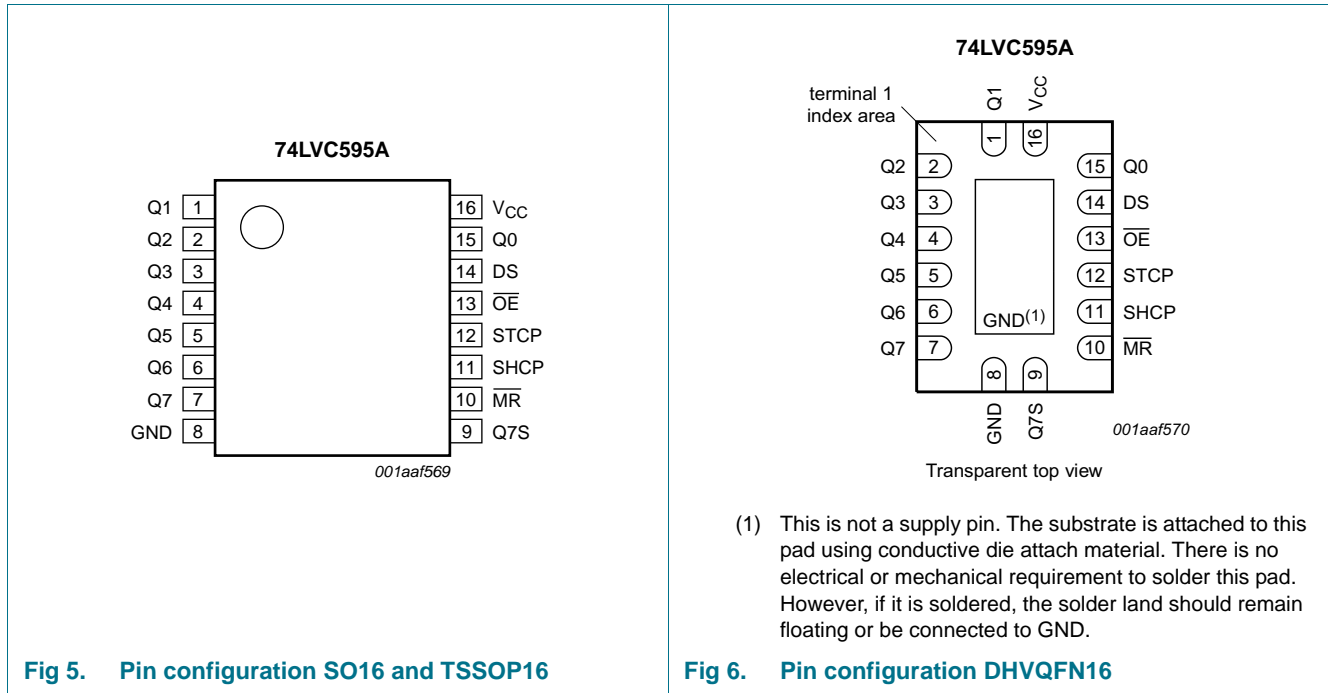 74LVC595A
Q1 1
Q2 2
Q3 3
Q4 4
Q5 5
Q6 6
Q7 7
GND 8
16 VCC
15 Q0
14 DS
13 OE
12 STCP
11 SHCP
10 MR
9 Q7S
001aaf569
Fig 5. Pin configuration SO16 and TSSOP16
74LVC595A
terminal 1
index area
Q1
VCC
1
16
Q2 2
Q3 3
Q4 4
Q5 5
Q6 6
Q7 7
15 Q0
14 DS
13 OE
12 STCP
11 SHCP
10 MR
GND(1)
8
9
GND
Q7S
001aaf570
Transparent top view
(1) This is not a supply pin. The substrate is attached to this
pad using conductive die attach material. There is no
electrical or mechanical requirement to solder this pad.
However, if it is soldered, the solder land should remain
floating or be connected to GND.
Fig 6. Pin configuration DHVQFN16